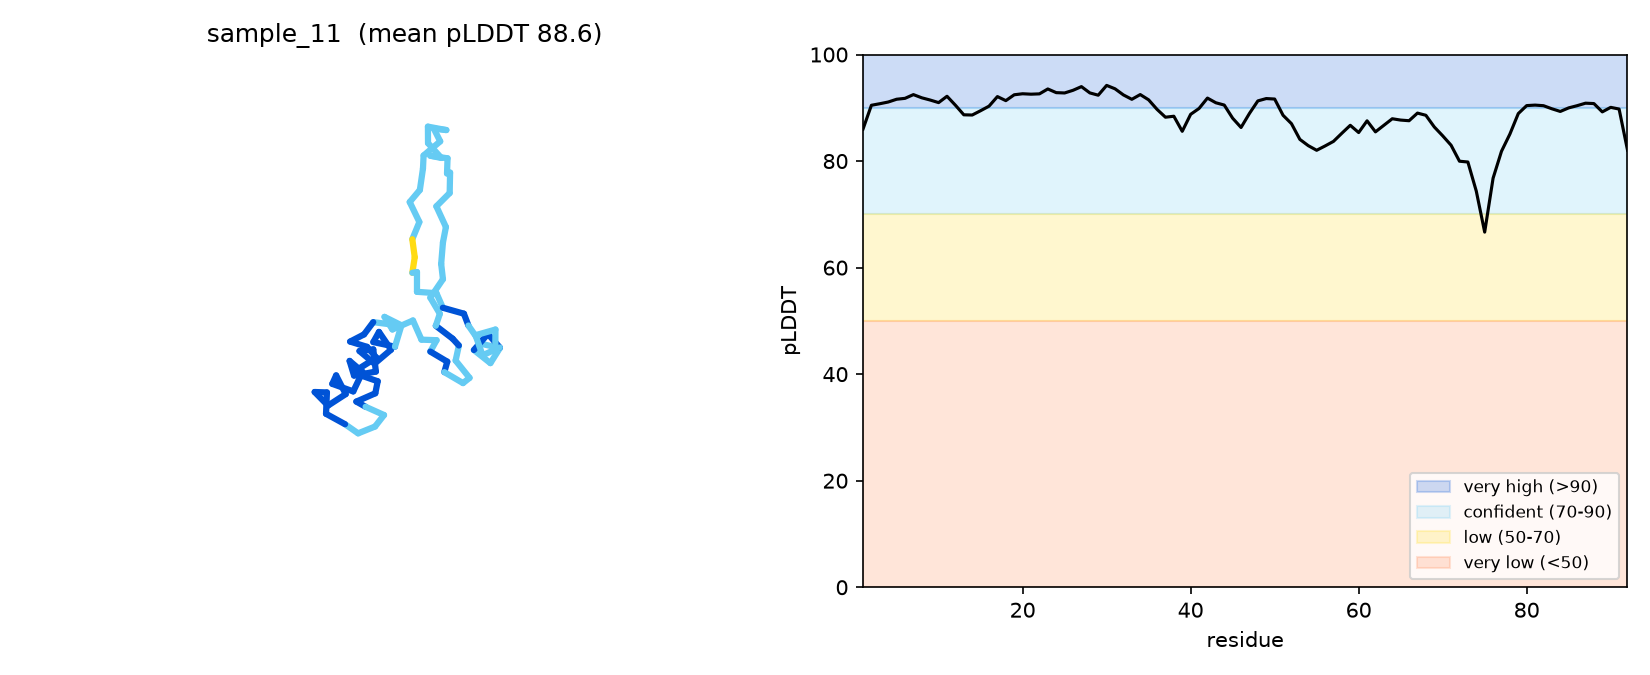 sample_11  (mean pLDDT 88.6)
100
80
60
40
20
0
pLDDT
20
40
60
80
residue
very high (>90)
confident (70-90)
low (50-70)
very low (<50)